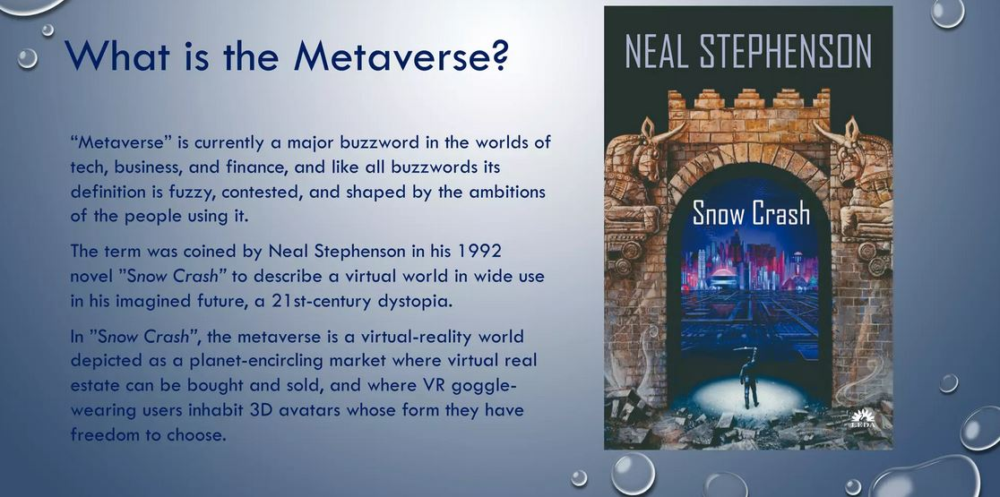 What is the Metaverse?
“Metaverse” is currently a major buzzword in the worlds of
tech, business, and finance, and like all buzzwords its
definition is fuzzy, contested, and shaped by the ambitions
of the people using it.
The term was coined by Neal Stephenson in his 1992
novel ”Snow Crash” to describe a virtual world in wide use
in his imagined future, a 21st-century dystopia.
In ”Snow Crash”, the metaverse is a virtual-reality world
depicted as a planet-encircling market where virtual real
estate can be bought and sold, and where VR goggle-
wearing users inhabit 3D avatars whose form they have
freedom to choose.
NEAL STEPHENSON
Snow Crash
LEDA